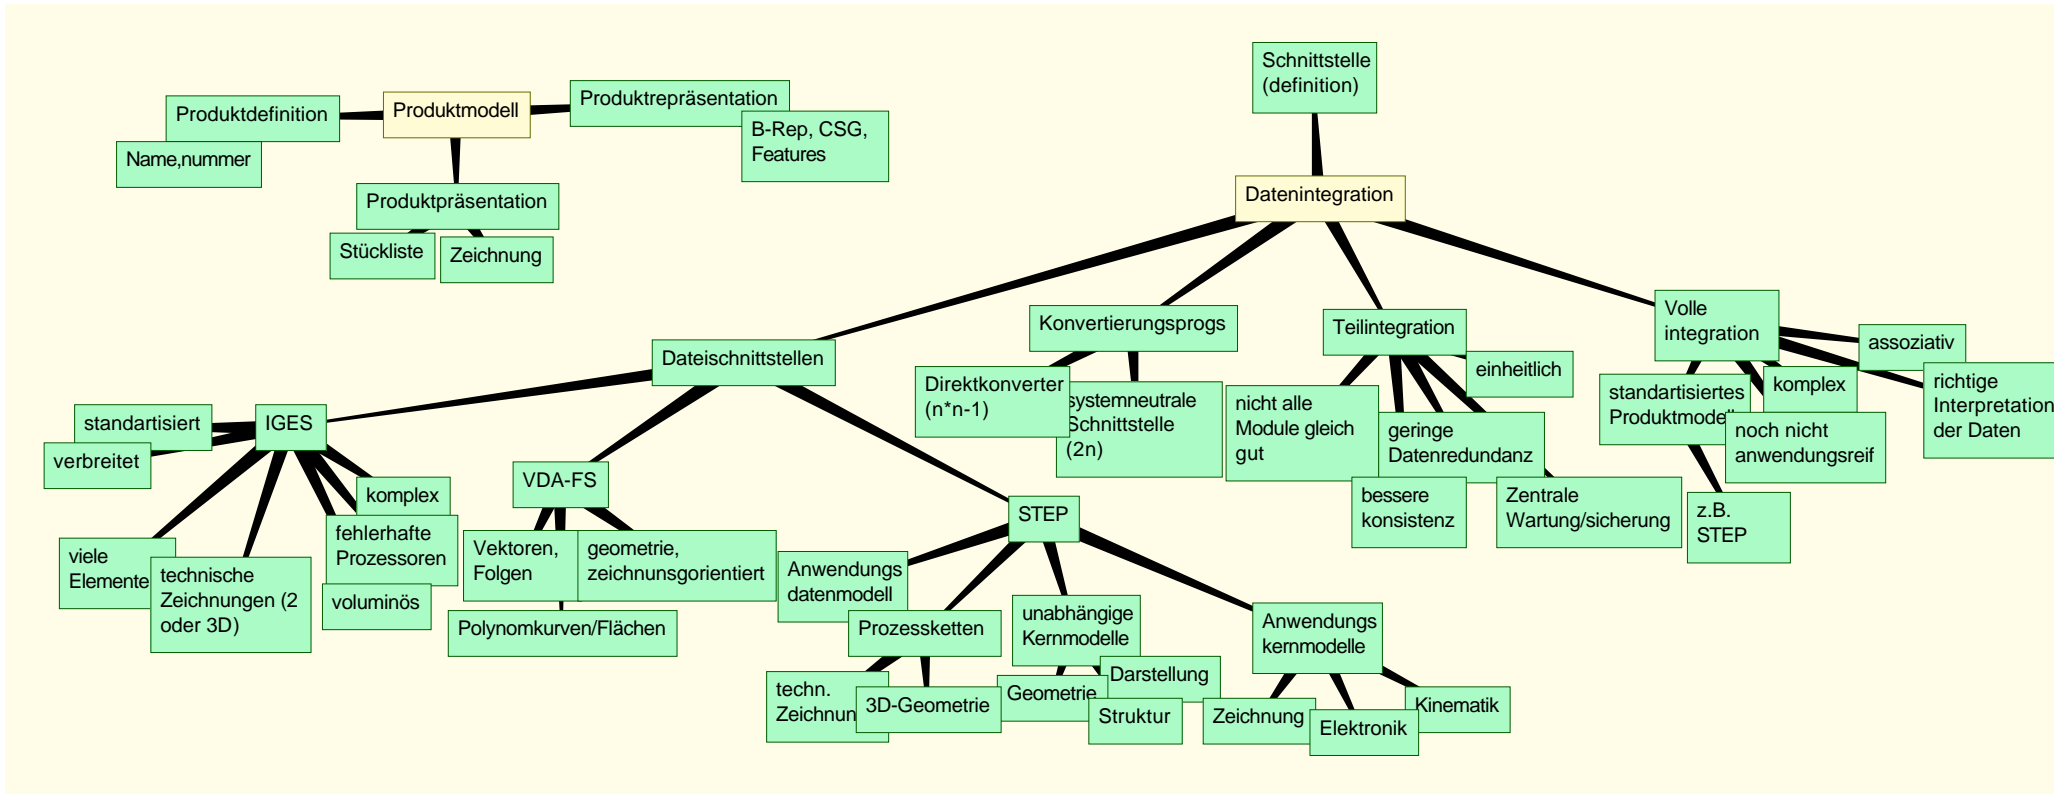 Produktdefinition
Name,nummer
Produktmodell
Produktrepräsentation
B-Rep, CSG,
Features
Produktpräsentation
Stückliste
Zeichnung
Schnittstelle
(definition)
Datenintegration
Dateischnittstellen
IGES
standartisiert
verbreitet
viele
Elemente
technische
Zeichnungen (2
oder 3D)
komplex
fehlerhafte
Prozessoren
voluminös
VDA-FS
Vektoren,
Folgen
Polynomkurven/Flächen
geometrie,
zeichnunsgorientiert
STEP
Anwendungs
datenmodell
Prozessketten
techn.
Zeichnun
3D-Geometrie
unabhängige
Kernmodelle
Geometrie
Darstellung
Struktur
Anwendungs
kernmodelle
Zeichnung
Elektronik
Kinematik
Konvertierungsprogs
Direktkonverter
(n*n-1)
systemneutrale
Schnittstelle
(2n)
Teilintegration
einheitlich
nicht alle
Module gleich
gut
geringe
Datenredundanz
bessere
konsistenz
Zentrale
Wartung/sicherung
Volle
integration
assoziativ
standartisiertes
Produktmodell
komplex
richtige
Interpretation
der Daten
noch nicht
anwendungsreif
z.B.
STEP